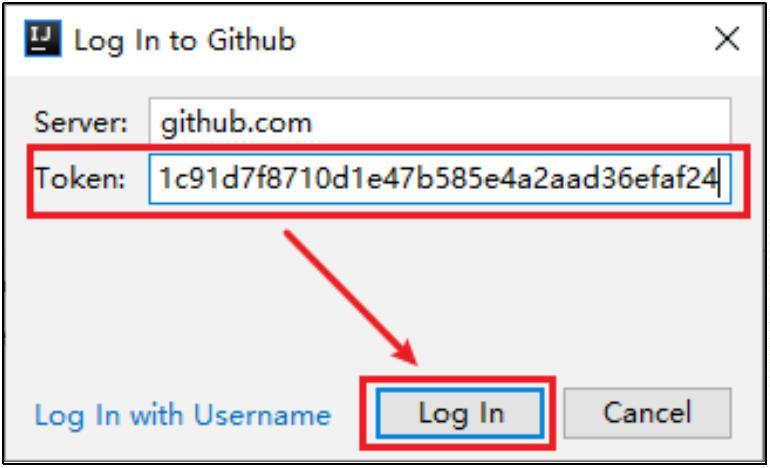 IJ Log In to Github
Server: github.com
Token: 1c91d7f8710d1e47b585e4a2aad36efaf24
Log In with Username Log In Cancel